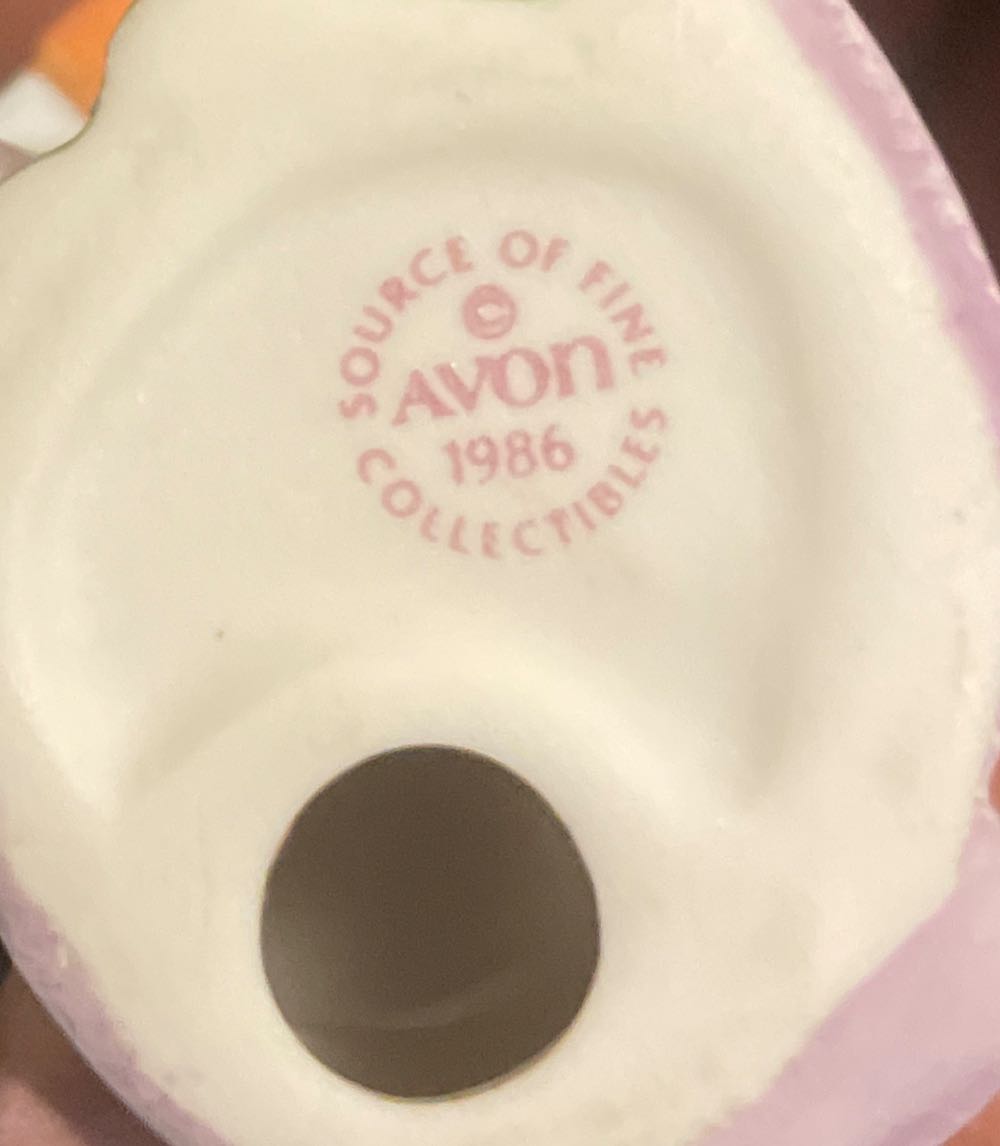 SOURCE OF FINE
©
AVON
1986
COLLECTIBLES